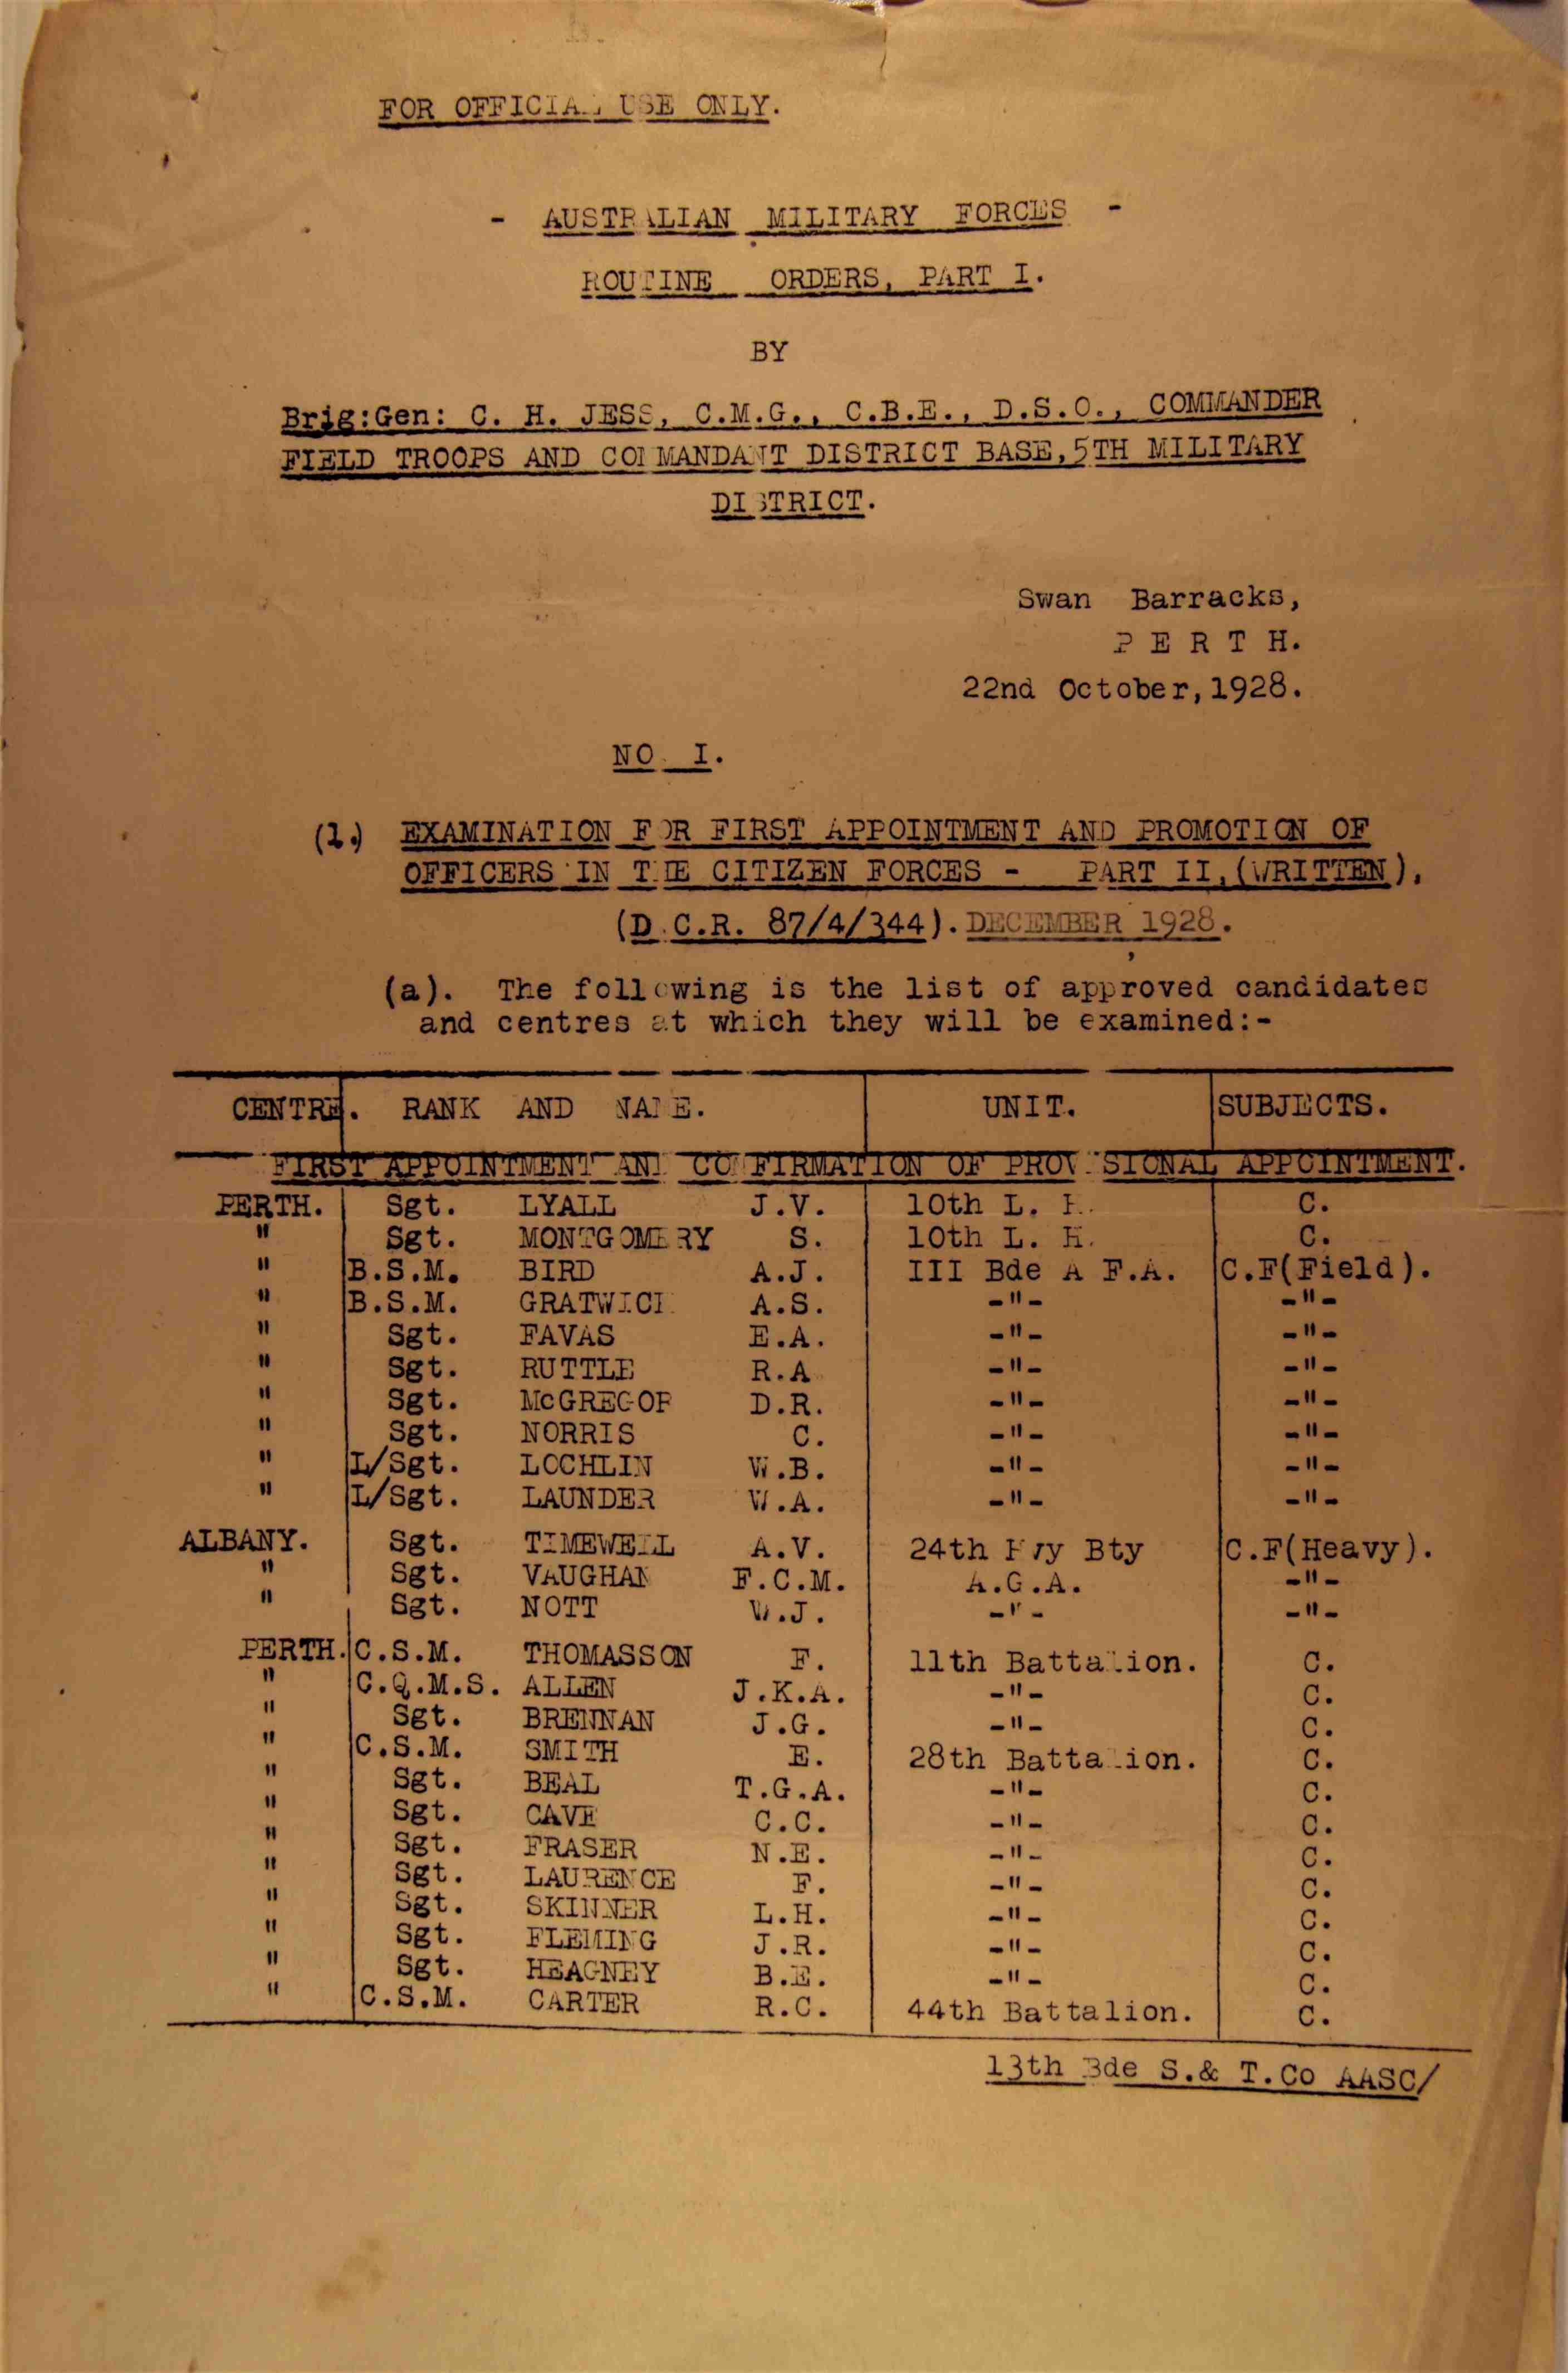 FOR OFFICIAL USE ONLY.
- AUSTRALIAN MILITARY FORCES -
ROUTINE ORDERS, PART I.
BY
Brig:Gen: C. H. JESS, C.M.G., C.B.E., D.S.O., COMMANDER
FIELD TROOPS AND COMMANDANT DISTRICT BASE, 5TH MILITARY
DISTRICT.
Swan Barracks,
P E R T H.
22nd October, 1928.
NO. I.
(1.) EXAMINATION FOR FIRST APPOINTMENT AND PROMOTION OF
OFFICERS IN THE CITIZEN FORCES - PART II, (WRITTEN),
(D.C.R. 87/4/344). DECEMBER 1928.
(a). The following is the list of approved candidates
and centres at which they will be examined:-
CENTRE. RANK AND NAME. UNIT. SUBJECTS.
FIRST APPOINTMENT AND CONFIRMATION OF PROVISIONAL APPOINTMENT.
PERTH. Sgt. LYALL J.V. 10th L. H. C.
" Sgt. MONTGOMERY S. 10th L. H. C.
" B.S.M. BIRD A.J. III Bde A F.A. C.F(Field).
" B.S.M. GRATWICK A.S. -"- -"-
" Sgt. FAVAS E.A. -"- -"-
" Sgt. RUTTLE R.A -"- -"-
" Sgt. McGREGOR D.R. -"- -"-
" Sgt. NORRIS C. -"- -"-
" L/Sgt. LOCHLIN W.B. -"- -"-
" L/Sgt. LAUNDER W.A. -"- -"-
ALBANY. Sgt. TIMEWELL A.V. 24th Hvy Bty C.F(Heavy).
" Sgt. VAUGHAN F.C.M. A.G.A. -"-
" Sgt. NOTT W.J. -"- -"-
PERTH. C.S.M. THOMASSON F. 11th Battalion. C.
" C.Q.M.S. ALLEN J.K.A. -"- C.
" Sgt. BRENNAN J.G. -"- C.
" C.S.M. SMITH E. 28th Battalion. C.
" Sgt. BEAL T.G.A. -"- C.
" Sgt. CAVE C.C. -"- C.
" Sgt. FRASER N.E. -"- C.
" Sgt. LAURENCE F. -"- C.
" Sgt. SKINNER L.H. -"- C.
" Sgt. FLEMING J.R. -"- C.
" Sgt. HEAGNEY B.E. -"- C.
" C.S.M. CARTER R.C. 44th Battalion. C.
13th Bde S.& T.Co AASC/